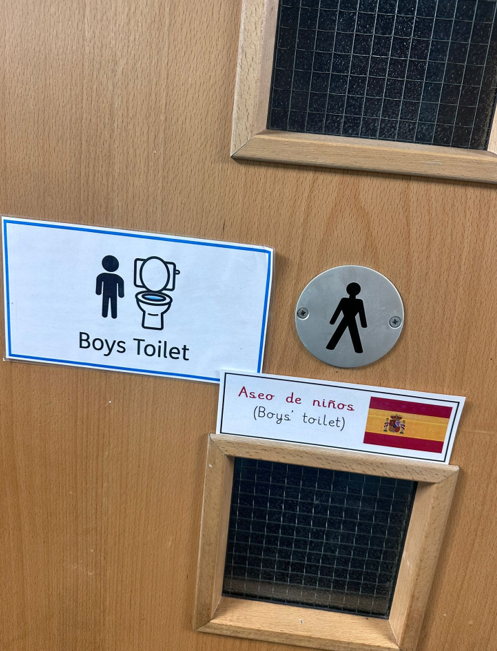 Boys Toilet
Aseo de niños
(Boys' toilet)